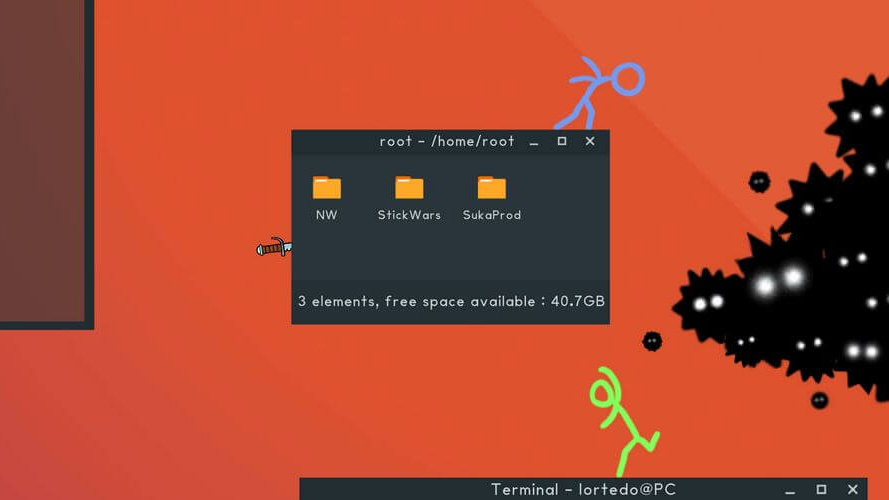 root - /home/root
NW
StickWars
SukaProd
3 elements, free space available : 40.7GB
Terminal - lortedo@PC